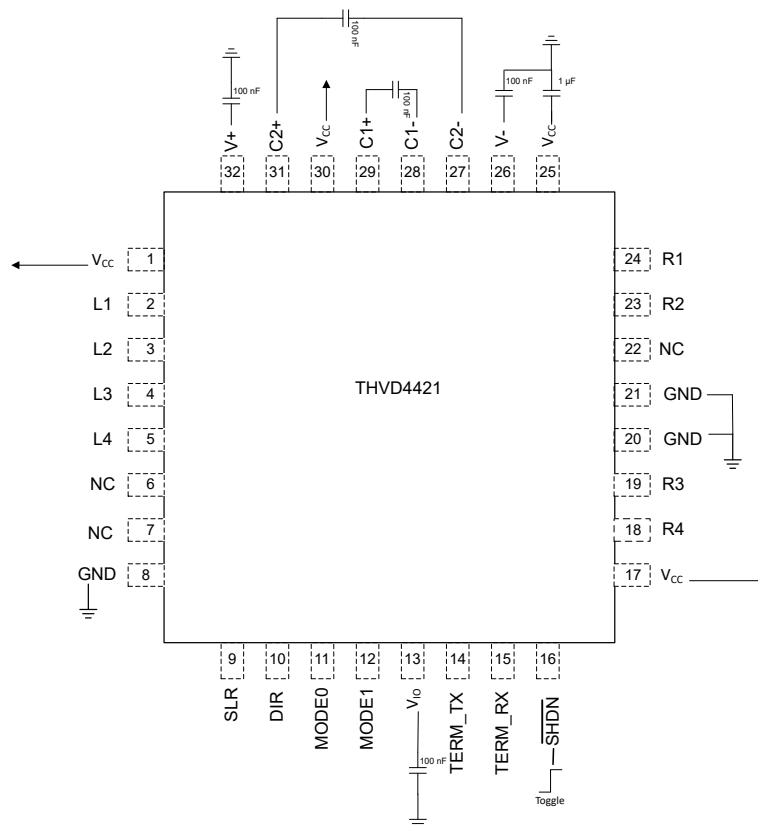 100 nF
100 nF
100 nF
100 nF
1 µF
V+
C2+
VCC
C1+
C1-
C2-
V-
VCC
32
31
30
29
28
27
26
25
VCC 1
L1 2
L2 3
L3 4
L4 5
NC 6
NC 7
GND 8
THVD4421
24 R1
23 R2
22 NC
21 GND
20 GND
19 R3
18 R4
17 VCC
9
10
11
12
13
14
15
16
SLR
DIR
MODE0
MODE1
VIO
TERM_TX
TERM_RX
SHDN
100 nF
Toggle